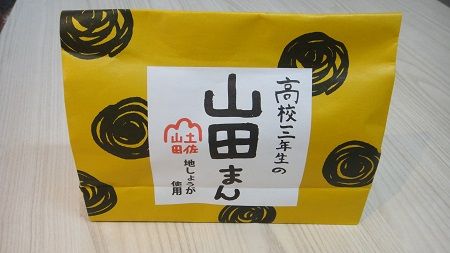 高校三年生の
山田まん
土佐
山田
地しょうが
使用